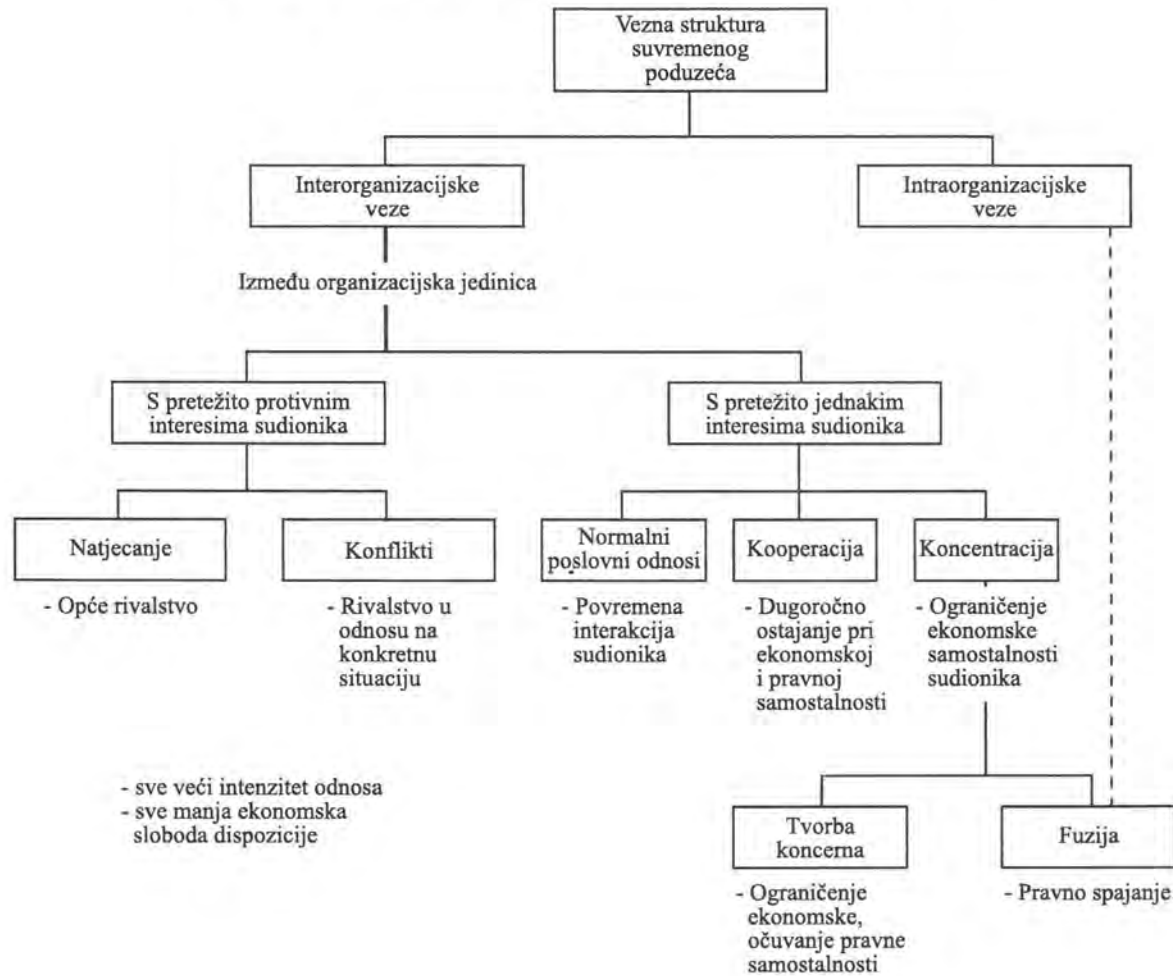 Vezna struktura
suvremenog
poduzeća
Interorganizacijske
veze
Intraorganizacijske
veze
Između organizacijska jedinica
S pretežito protivnim
interesima sudionika
S pretežito jednakim
interesima sudionika
Natjecanje
Konflikti
Normalni
poslovni odnosi
Kooperacija
Koncentracija
- Opće rivalstvo
- Rivalstvo u
odnosu na
konkretnu
situaciju
- Povremena
interakcija
sudionika
- Dugoročno
ostajanje pri
ekonomskoj
i pravnoj
samostalnosti
- Ograničenje
ekonomske
samostalnosti
sudionika
- sve veći intenzitet odnosa
- sve manja ekonomska
sloboda dispozicije
Tvorba
koncerna
Fuzija
- Ograničenje
ekonomske,
očuvanje pravne
samostalnosti
- Pravno spajanje